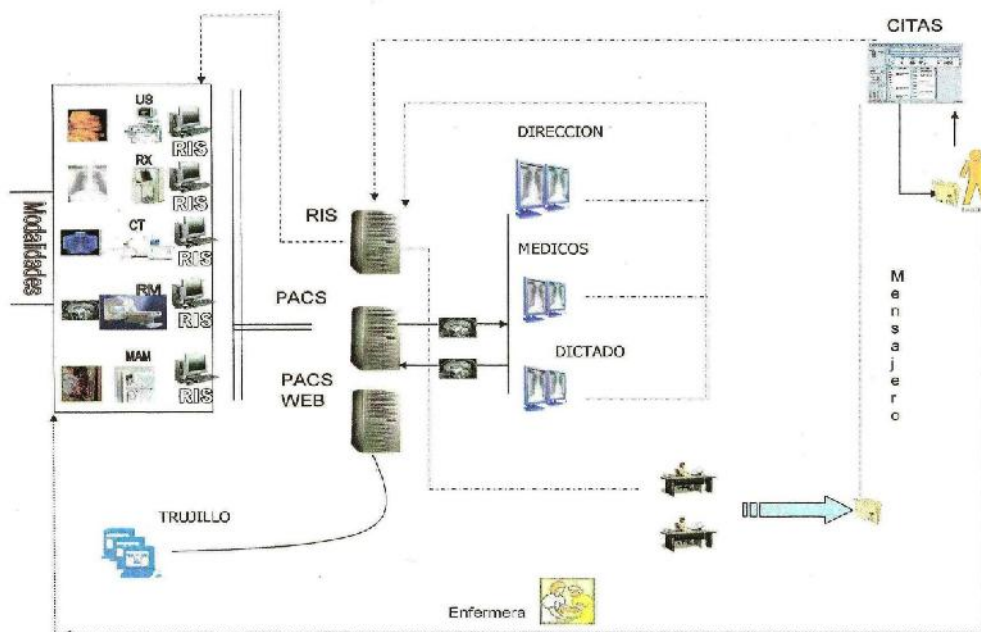 CITAS
US
RIS
RX
RIS
CT
RIS
RM
RIS
MAM
RIS
Modalidades
DIRECCION
RIS
MEDICOS
PACS
DICTADO
PACS
WEB
Mensajero
TRUJILLO
Enfermera